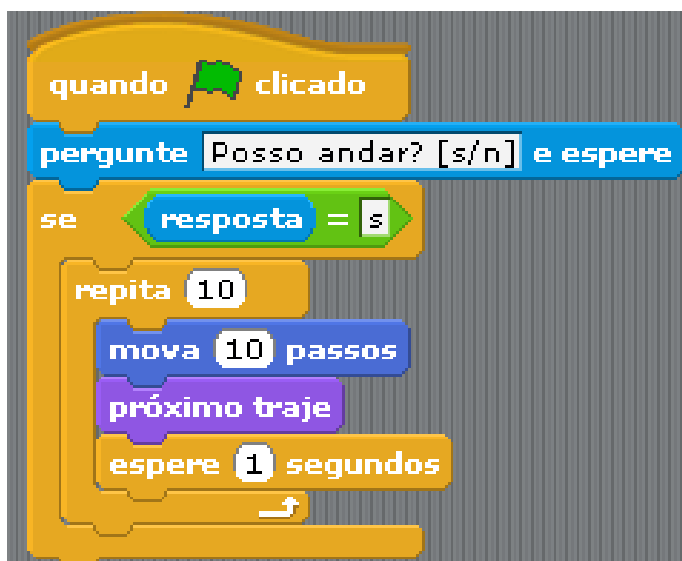 quando clicado
pergunte Posso andar? [s/n] e espere
se resposta = s
repita 10
mova 10 passos
próximo traje
espere 1 segundos